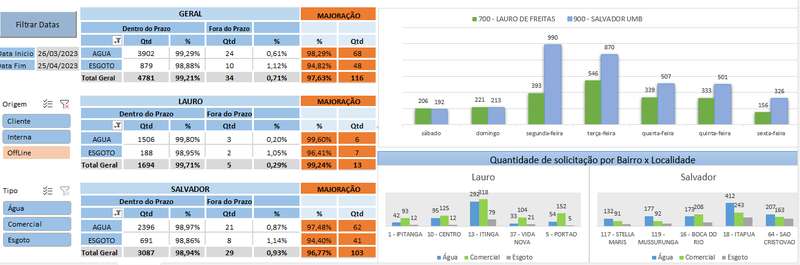 Filtrar Datas
Data Inicio 26/03/2023
Data Fim 25/04/2023
Origem
Cliente
Interna
OffLine
Tipo
Água
Comercial
Esgoto
GERAL MAJORAÇÃO
Dentro do Prazo Fora do Prazo
Qtd % Qtd % % Qtd
AGUA 3902 99,29% 24 0,61% 98,29% 68
ESGOTO 879 98,88% 10 1,12% 94,82% 48
Total Geral 4781 99,21% 34 0,71% 97,63% 116
LAURO MAJORAÇÃO
Dentro do Prazo Fora do Prazo
Qtd % Qtd % % Qtd
AGUA 1506 99,80% 3 0,20% 99,60% 6
ESGOTO 188 98,95% 2 1,05% 96,41% 7
Total Geral 1694 99,71% 5 0,29% 99,24% 13
SALVADOR MAJORAÇÃO
Dentro do Prazo Fora do Prazo
Qtd % Qtd % % Qtd
AGUA 2396 98,97% 21 0,87% 97,48% 62
ESGOTO 691 98,86% 8 1,14% 94,40% 41
Total Geral 3087 98,94% 29 0,93% 96,77% 103
700 - LAURO DE FREITAS 900 - SALVADOR UMB
206 192 221 213 393 990 546 870 339 507 333 501 156 326
sábado domingo segunda-feira terça-feira quarta-feira quinta-feira sexta-feira
Quantidade de solicitação por Bairro x Localidade
Lauro
42 93 12 95 125 12 292 318 79 33 104 21 54 152 5
1 - IPITANGA 10 - CENTRO 13 - ITINGA 37 - VIDA NOVA 5 - PORTAO
Água Comercial Esgoto
Salvador
132 91 177 92 173 208 412 243 207 163
117 - STELLA MARIS 119 - MUSSURUNGA 16 - BOCA DO RIO 18 - ITAPUA 64 - SAO CRISTOVAO
Água Comercial Esgoto